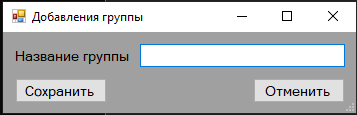 Добавления группы
Название группы
Сохранить Отменить